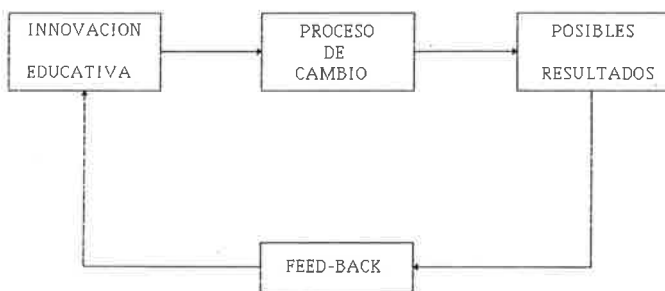 INNOVACION
EDUCATIVA
PROCESO
DE
CAMBIO
POSIBLES
RESULTADOS
FEED-BACK